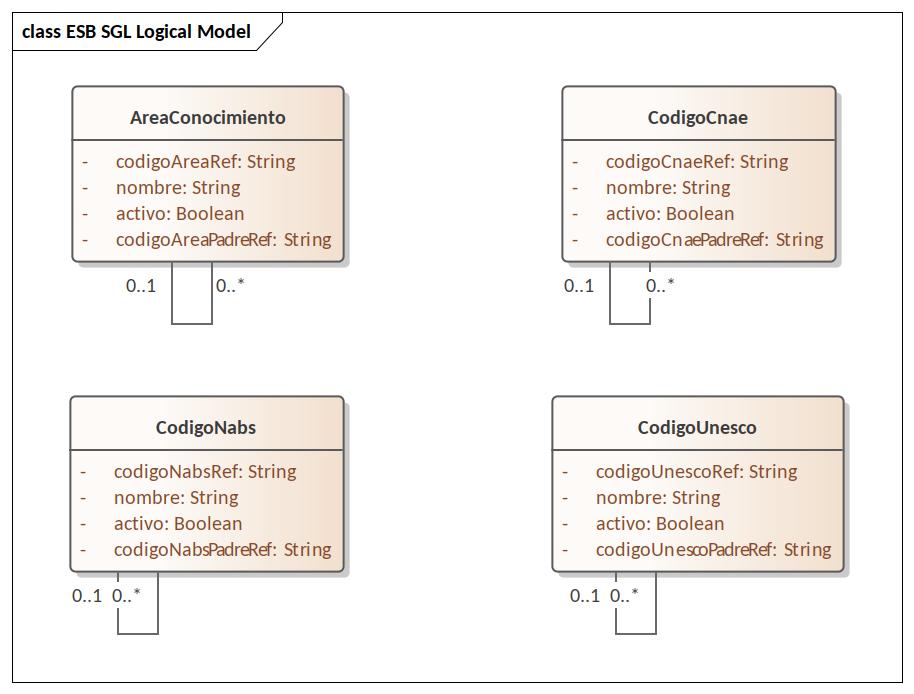 class ESB SGL Logical Model
AreaConocimiento
- codigoAreaRef: String
- nombre: String
- activo: Boolean
- codigoAreaPadreRef: String
0..1 0..*
CodigoCnae
- codigoCnaeRef: String
- nombre: String
- activo: Boolean
- codigoCnaePadreRef: String
0..1 0..*
CodigoNabs
- codigoNabsRef: String
- nombre: String
- activo: Boolean
- codigoNabsPadreRef: String
0..1 0..*
CodigoUnesco
- codigoUnescoRef: String
- nombre: String
- activo: Boolean
- codigoUnescoPadreRef: String
0..1 0..*